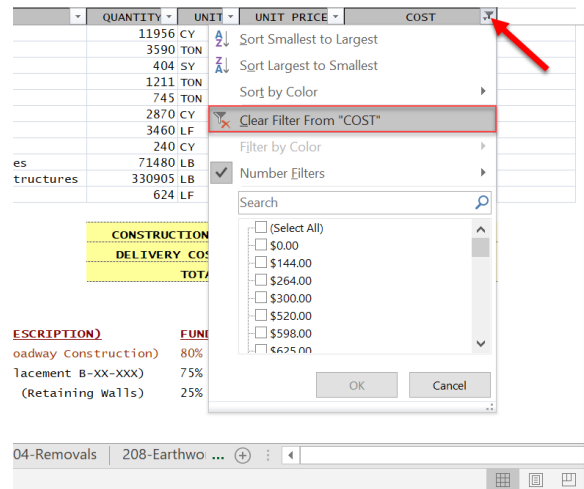 QUANTITY UNIT UNIT PRICE COST
11956 CY
3590 TON
404 SY
1211 TON
745 TON
2870 CY
3460 LF
240 CY
es 71480 LB
tructures 330905 LB
624 LF
Sort Smallest to Largest
Sort Largest to Smallest
Sort by Color
Clear Filter From "COST"
Filter by Color
Number Filters
Search
(Select All)
$0.00
$144.00
$264.00
$300.00
$520.00
$598.00
$625.00
OK Cancel
CONSTRUCTION
DELIVERY COS
TOTA
ESCRIPTION) FUND
oadway Construction) 80%
lacement B-XX-XXX) 75%
(Retaining Walls) 25%
04-Removals 208-Earthwo ...